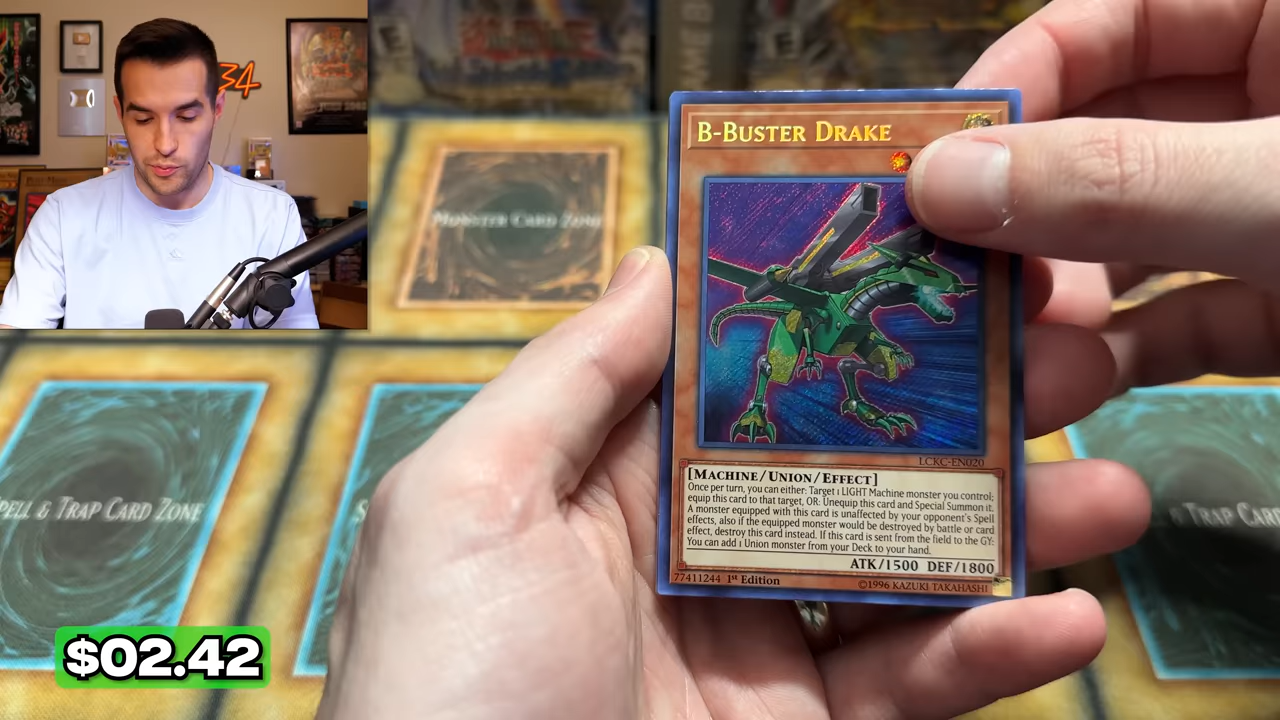 34
MONSTER CARD ZONE
B-BUSTER DRAKE
LCKC-EN020
[MACHINE/UNION/EFFECT]
Once per turn, you can either: Target 1 LIGHT Machine monster you control;
equip this card to that target, OR: Unequip this card and Special Summon it.
A monster equipped with this card is unaffected by your opponent's Spell
effects, also if the equipped monster would be destroyed by battle or card
effect, destroy this card instead. If this card is sent from the field to the GY:
You can add 1 Union monster from your Deck to your hand.
ATK/1500 DEF/1800
77411244 1st Edition
©1996 KAZUKI TAKAHASHI
SPELL & TRAP CARD ZONE
& TRAP CARD
$02.42